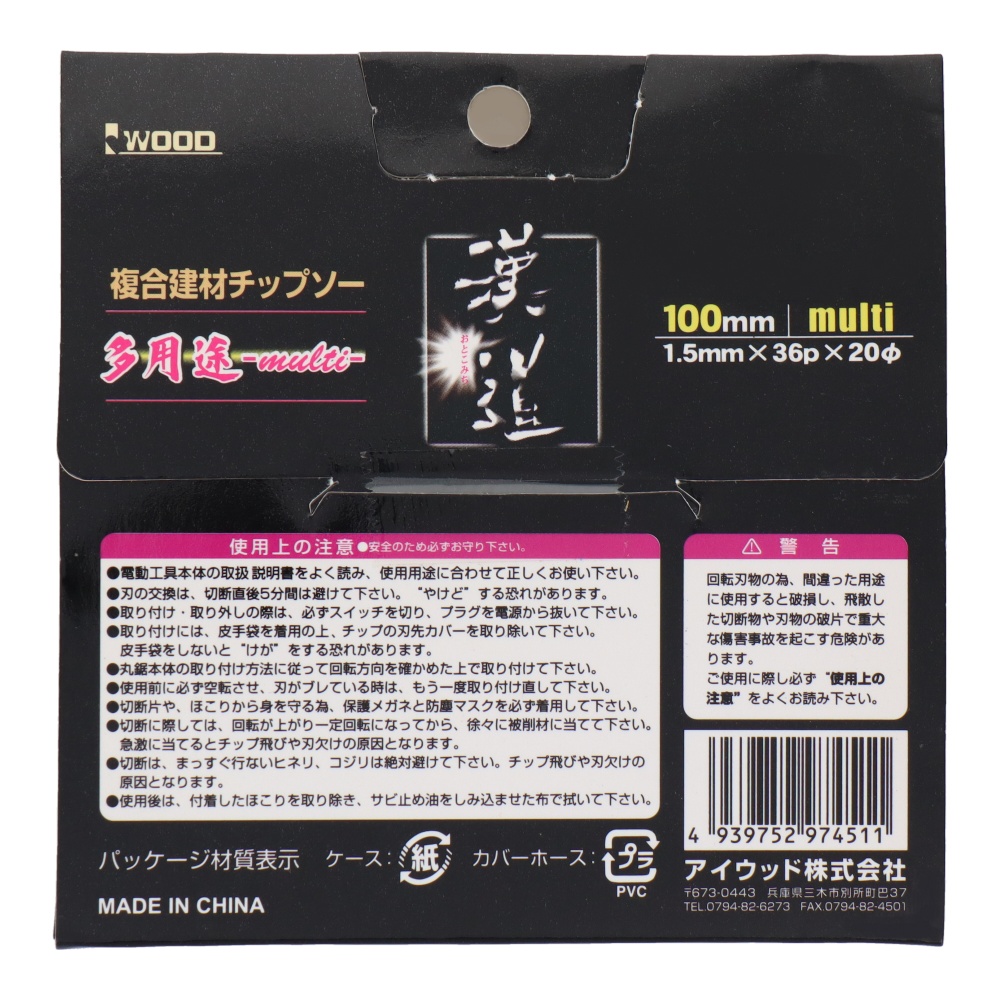 WOOD
複合建材チップソー
多用途-multi-
漢道
おとこみち
100mm multi
1.5mm×36p×20φ
使用上の注意 ●安全のため必ずお守り下さい。
●電動工具本体の取扱説明書をよく読み、使用用途に合わせて正しくお使い下さい。
●刃の交換は、切断直後5分間は避けて下さい。“やけど”する恐れがあります。
●取り付け・取り外しの際は、必ずスイッチを切り、プラグを電源から抜いて下さい。
●取り付けには、皮手袋を着用の上、チップの刃先カバーを取り除いて下さい。
皮手袋をしないと“けが”をする恐れがあります。
●丸鋸本体の取り付け方法に従って回転方向を確かめた上で取り付けて下さい。
●使用前に必ず空転させ、刃がブレている時は、もう一度取り付け直して下さい。
●切断片や、ほこりから身を守る為、保護メガネと防塵マスクを必ず着用して下さい。
●切断に際しては、回転が上がり一定回転になってから、徐々に被削材に当てて下さい。
急激に当てるとチップ飛びや刃欠けの原因となります。
●切断は、まっすぐ行ないヒネリ、コジリは絶対避けて下さい。チップ飛びや刃欠けの
原因となります。
●使用後は、付着したほこりを取り除き、サビ止め油をしみ込ませた布で拭いて下さい。
⚠ 警告
回転刃物の為、間違った用途
に使用すると破損し、飛散し
た切断物や刃物の破片で重大
な傷害事故を起こす危険があ
ります。
ご使用に際し必ず“使用上の
注意”をよくお読み下さい。
4 939752 974511
パッケージ材質表示 ケース: 紙 カバーホース: プラ
PVC
アイウッド株式会社
〒673-0443 兵庫県三木市別所町巴37
TEL.0794-82-6273 FAX.0794-82-4501
MADE IN CHINA